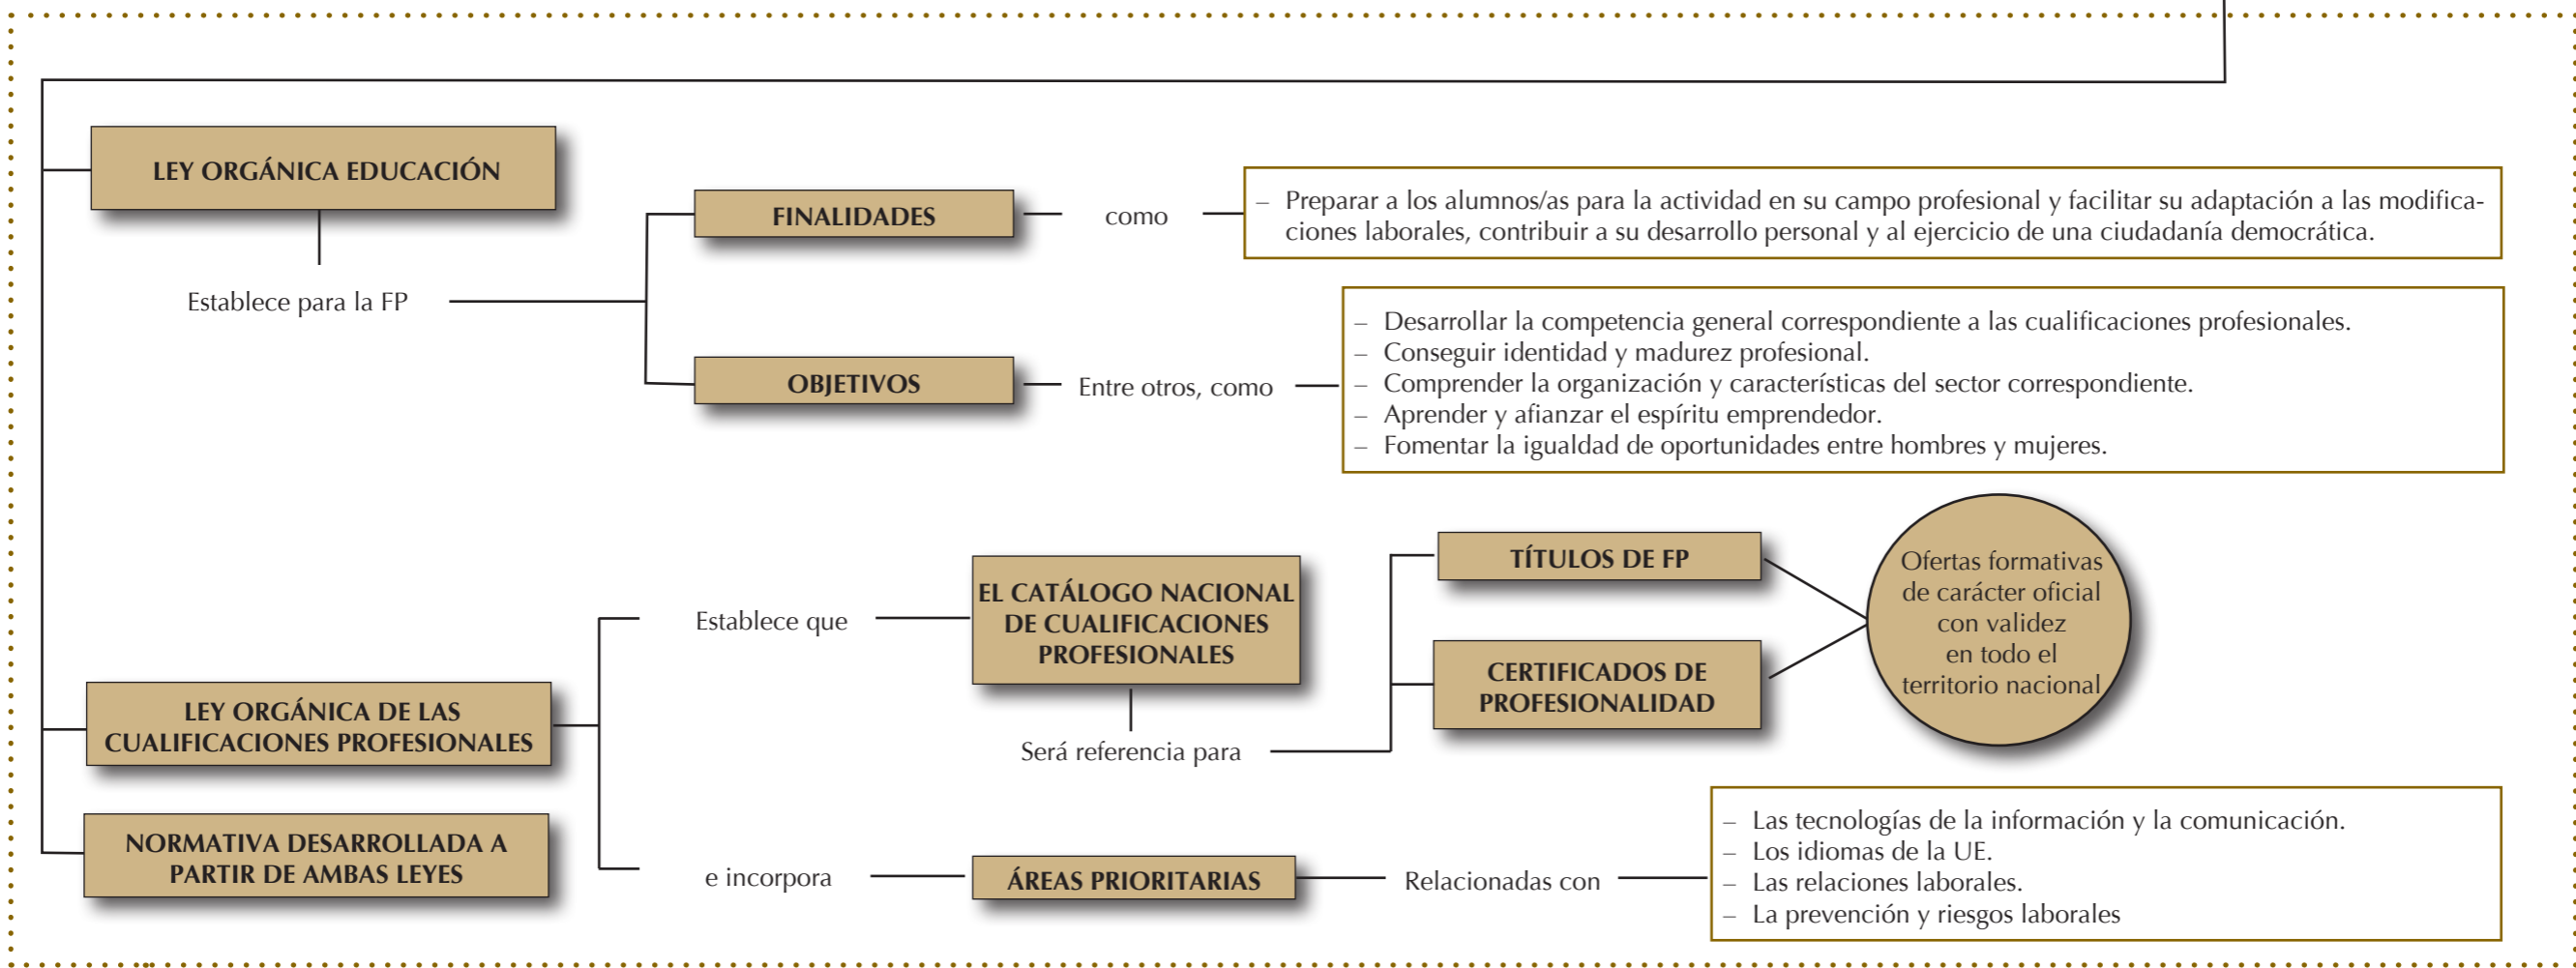 LEY ORGÁNICA EDUCACIÓN
Establece para la FP
FINALIDADES
como
– Preparar a los alumnos/as para la actividad en su campo profesional y facilitar su adaptación a las modifica-
ciones laborales, contribuir a su desarrollo personal y al ejercicio de una ciudadanía democrática.
OBJETIVOS
Entre otros, como
– Desarrollar la competencia general correspondiente a las cualificaciones profesionales.
– Conseguir identidad y madurez profesional.
– Comprender la organización y características del sector correspondiente.
– Aprender y afianzar el espíritu emprendedor.
– Fomentar la igualdad de oportunidades entre hombres y mujeres.
LEY ORGÁNICA DE LAS
CUALIFICACIONES PROFESIONALES
Establece que
EL CATÁLOGO NACIONAL
DE CUALIFICACIONES
PROFESIONALES
Será referencia para
TÍTULOS DE FP
CERTIFICADOS DE
PROFESIONALIDAD
Ofertas formativas
de carácter oficial
con validez
en todo el
territorio nacional
e incorpora
ÁREAS PRIORITARIAS
Relacionadas con
– Las tecnologías de la información y la comunicación.
– Los idiomas de la UE.
– Las relaciones laborales.
– La prevención y riesgos laborales
NORMATIVA DESARROLLADA A
PARTIR DE AMBAS LEYES